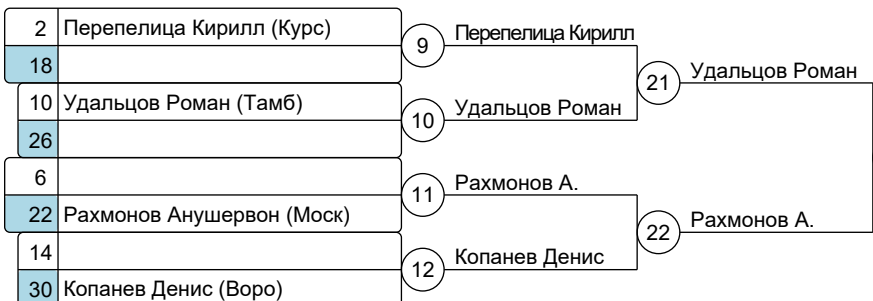 2 Перепелица Кирилл (Курс)
18
10 Удальцов Роман (Тамб)
26
6
22 Рахмонов Анушервон (Моск)
14
30 Копанев Денис (Воро)
9 Перепелица Кирилл
10 Удальцов Роман
11 Рахмонов А.
12 Копанев Денис
21 Удальцов Роман
22 Рахмонов А.